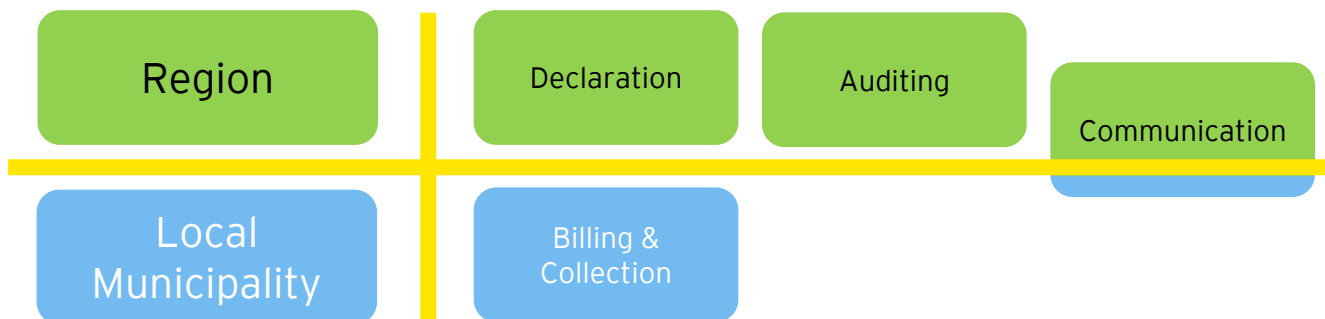 Region
Declaration
Auditing
Communication
Local
Municipality
Billing &
Collection